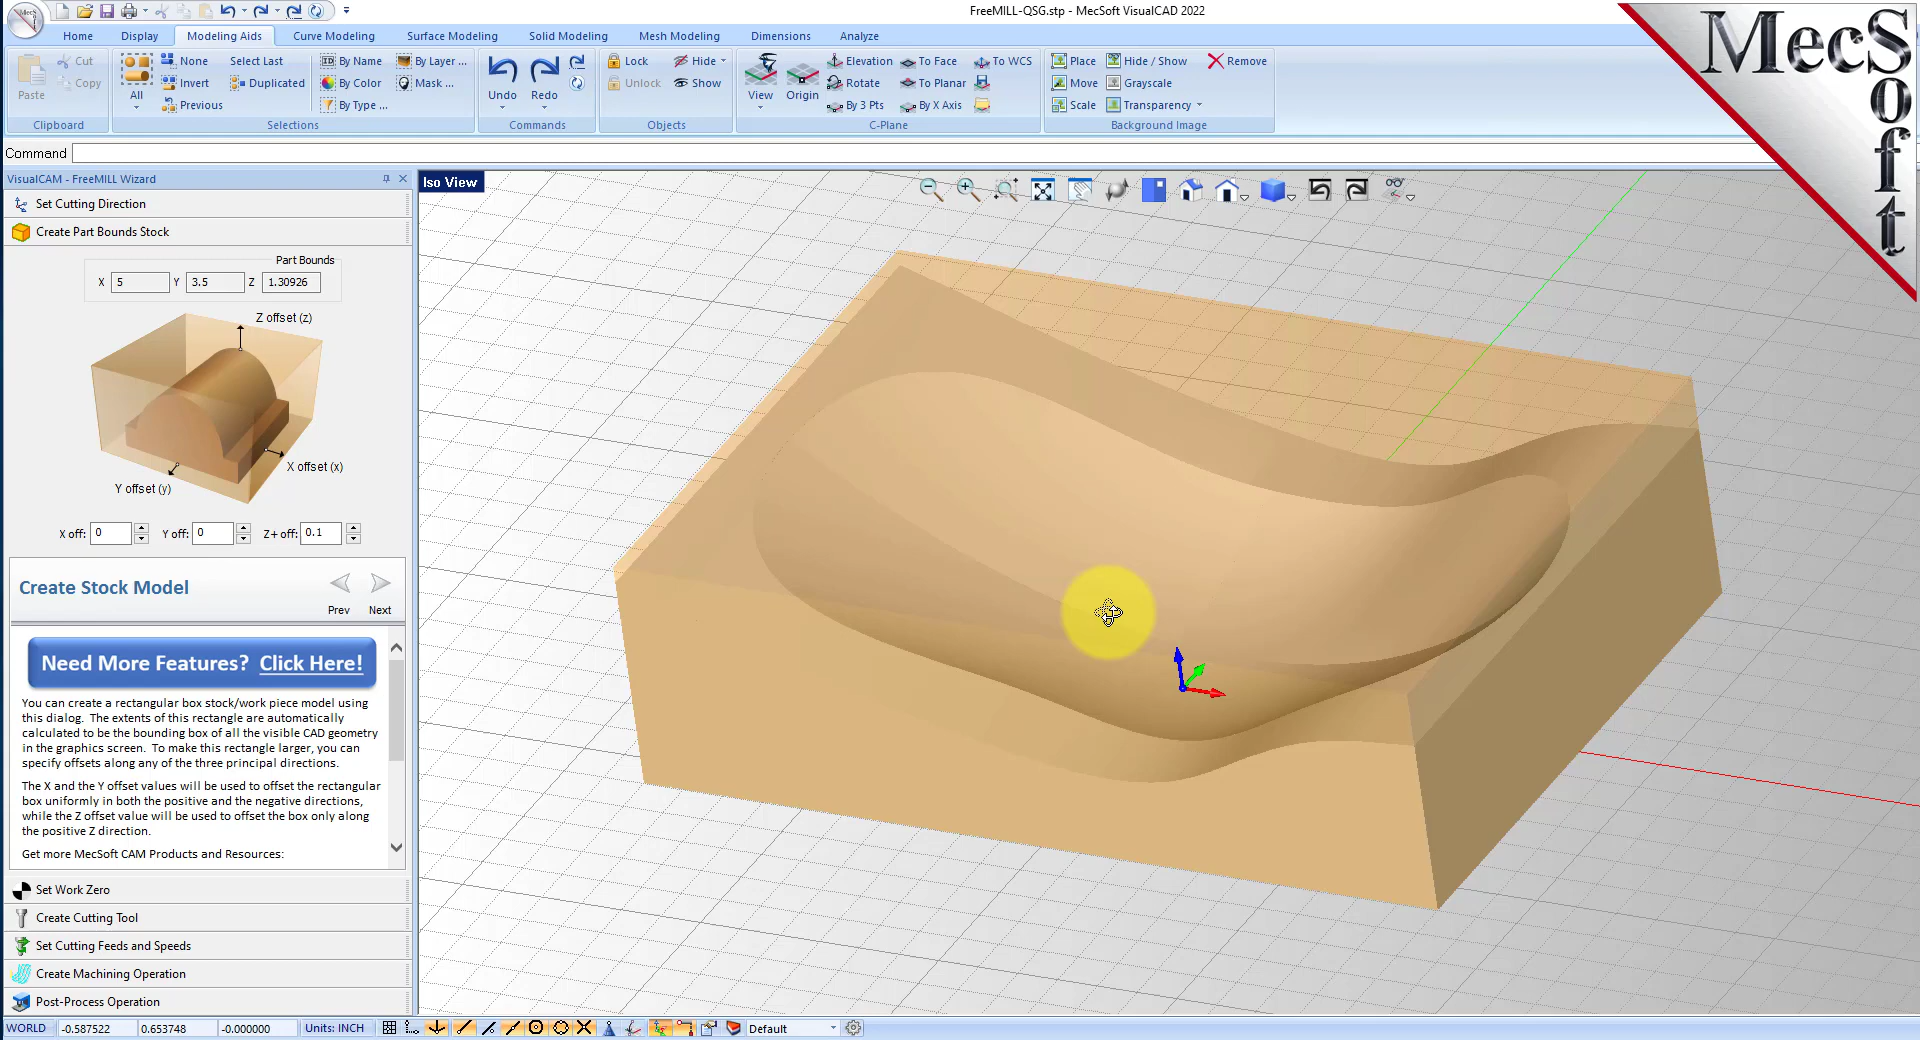 FreeMILL-QSG.stp - MecSoft VisualCAD 2022
MecSoft
Home Display Modeling Aids Curve Modeling Surface Modeling Solid Modeling Mesh Modeling Dimensions Analyze
Paste
Cut
Copy
Clipboard
All
None
Invert
Previous
Select Last
Duplicated
By Name
By Color
By Type ...
By Layer ...
Mask ...
Selections
Undo
Redo
Commands
Lock
Unlock
Hide
Show
Objects
View
Origin
Elevation
Rotate
By 3 Pts
To Face
To Planar
By X Axis
To WCS
C-Plane
Place
Move
Scale
Hide / Show
Grayscale
Transparency
Remove
Background Image
Command
VisualCAM - FreeMILL Wizard
Iso View
Set Cutting Direction
Create Part Bounds Stock
Part Bounds
X 5 Y 3.5 Z 1.30926
Z offset (z)
X offset (x)
Y offset (y)
X off: 0 Y off: 0 Z+ off: 0.1
Create Stock Model
Prev Next
Need More Features? Click Here!
You can create a rectangular box stock/work piece model using
this dialog. The extents of this rectangle are automatically
calculated to be the bounding box of all the visible CAD geometry
in the graphics screen. To make this rectangle larger, you can
specify offsets along any of the three principal directions.
The X and the Y offset values will be used to offset the rectangular
box uniformly in both the positive and the negative directions,
while the Z offset value will be used to offset the box only along
the positive Z direction.
Get more MecSoft CAM Products and Resources:
Set Work Zero
Create Cutting Tool
Set Cutting Feeds and Speeds
Create Machining Operation
Post-Process Operation
WORLD -0.587522 0.653748 -0.000000 Units: INCH Default